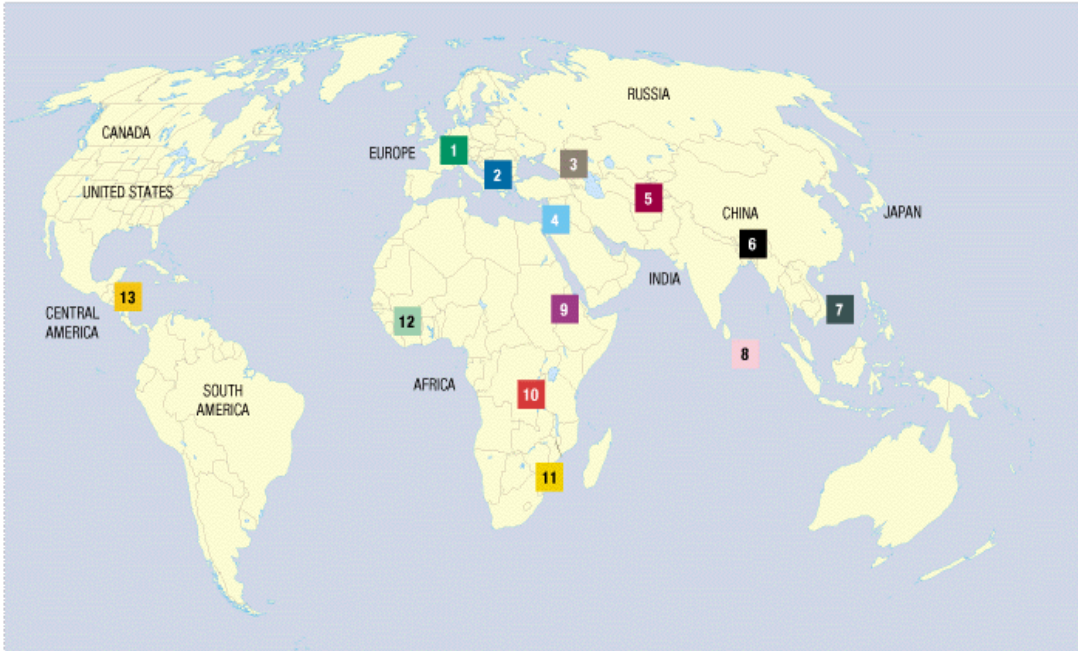 RUSSIA
CANADA
EUROPE
1
2
3
UNITED STATES
5
4
CHINA
JAPAN
6
INDIA
13
CENTRAL
AMERICA
12
9
7
8
AFRICA
SOUTH
AMERICA
10
11